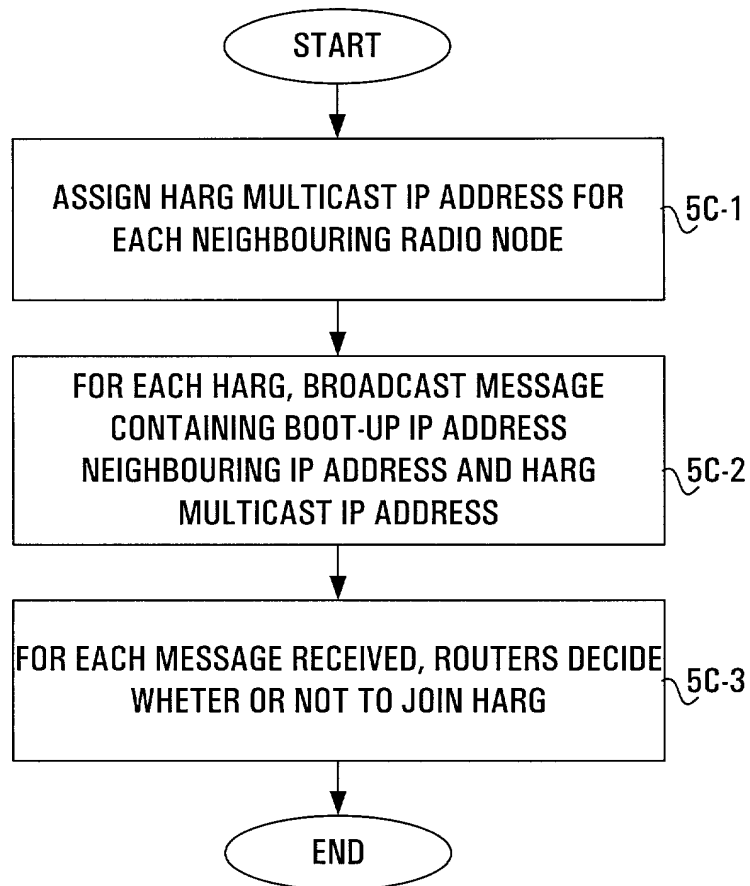 START
ASSIGN HARG MULTICAST IP ADDRESS FOR
EACH NEIGHBOURING RADIO NODE
5C-1
FOR EACH HARG, BROADCAST MESSAGE
CONTAINING BOOT-UP IP ADDRESS
NEIGHBOURING IP ADDRESS AND HARG
MULTICAST IP ADDRESS
5C-2
FOR EACH MESSAGE RECEIVED, ROUTERS DECIDE
WHETER OR NOT TO JOIN HARG
5C-3
END